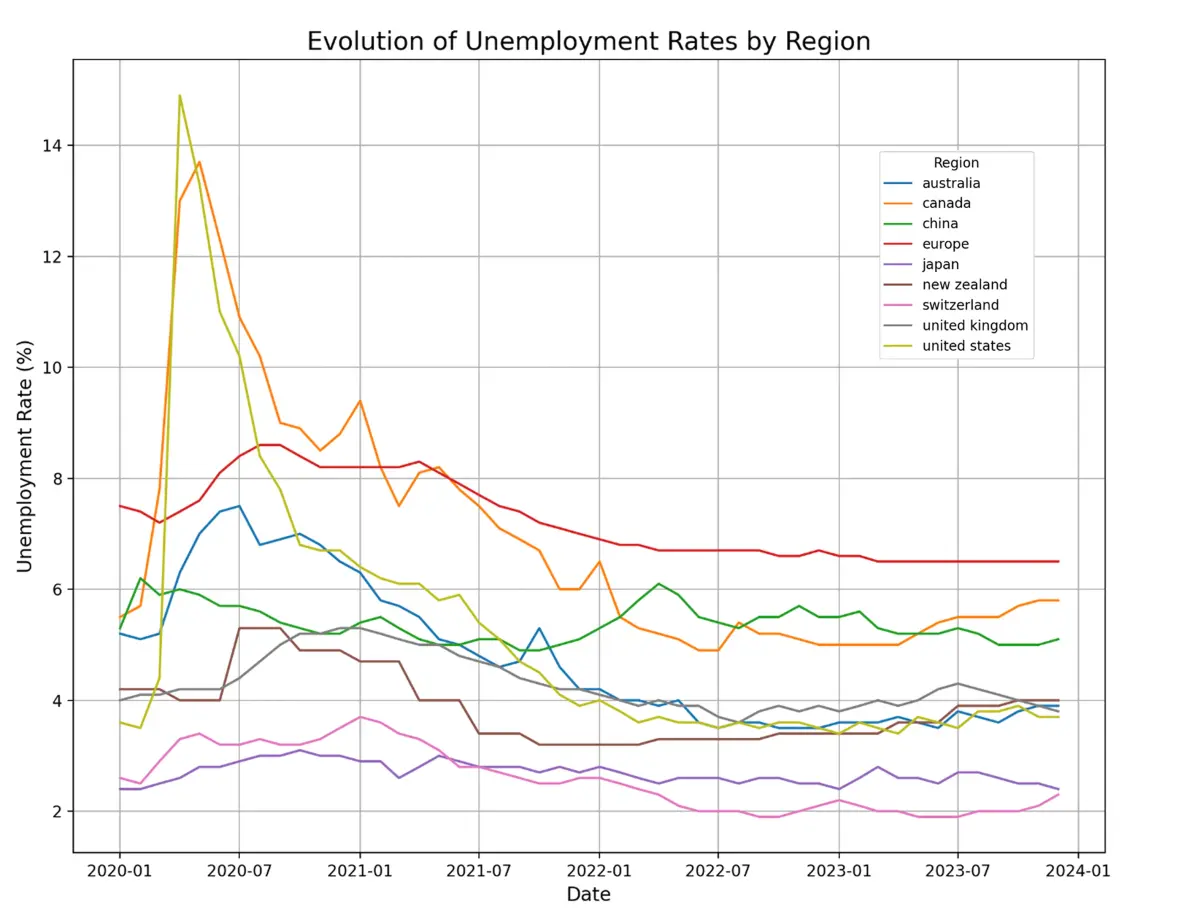 Evolution of Unemployment Rates by Region
Unemployment Rate (%)
14
12
10
8
6
4
2
Region
australia
canada
china
europe
japan
new zealand
switzerland
united kingdom
united states
2020-01 2020-07 2021-01 2021-07 2022-01 2022-07 2023-01 2023-07 2024-01
Date